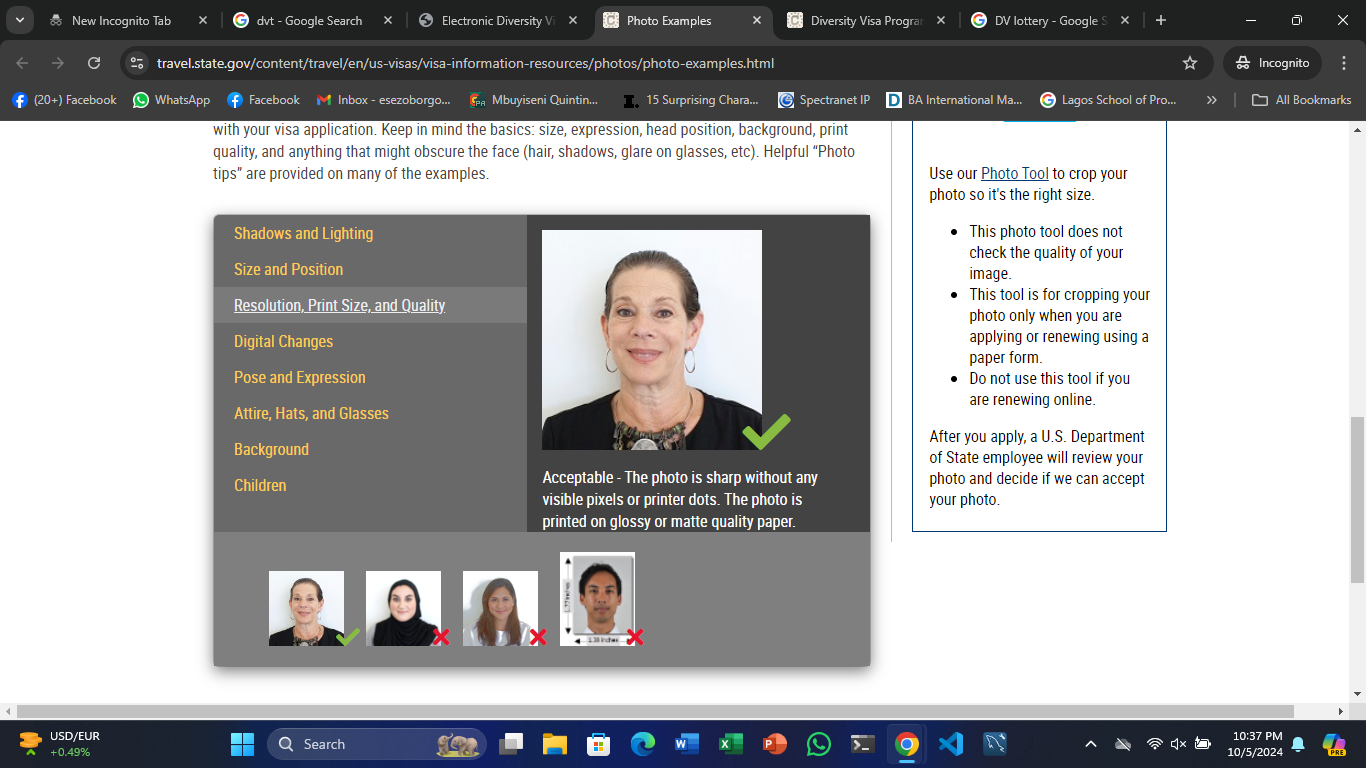 New Incognito Tab
dvt - Google Search
Electronic Diversity Vi
Photo Examples
Diversity Visa Program
DV lottery - Google S
travel.state.gov/content/travel/en/us-visas/visa-information-resources/photos/photo-examples.html
Incognito
(20+) Facebook
WhatsApp
Facebook
Inbox - esezoborgo...
Mbuyiseni Quintin...
15 Surprising Chara...
Spectranet IP
BA International Ma...
Lagos School of Pro...
All Bookmarks
with your visa application. Keep in mind the basics: size, expression, head position, background, print
quality, and anything that might obscure the face (hair, shadows, glare on glasses, etc). Helpful “Photo
tips” are provided on many of the examples.
Shadows and Lighting
Size and Position
Resolution, Print Size, and Quality
Digital Changes
Pose and Expression
Attire, Hats, and Glasses
Background
Children
Acceptable - The photo is sharp without any
visible pixels or printer dots. The photo is
printed on glossy or matte quality paper.
Use our Photo Tool to crop your
photo so it's the right size.
This photo tool does not
check the quality of your
image.
This tool is for cropping your
photo only when you are
applying or renewing using a
paper form.
Do not use this tool if you
are renewing online.
After you apply, a U.S. Department
of State employee will review your
photo and decide if we can accept
your photo.
USD/EUR
+0.49%
Search
10:37 PM
10/5/2024
PRE